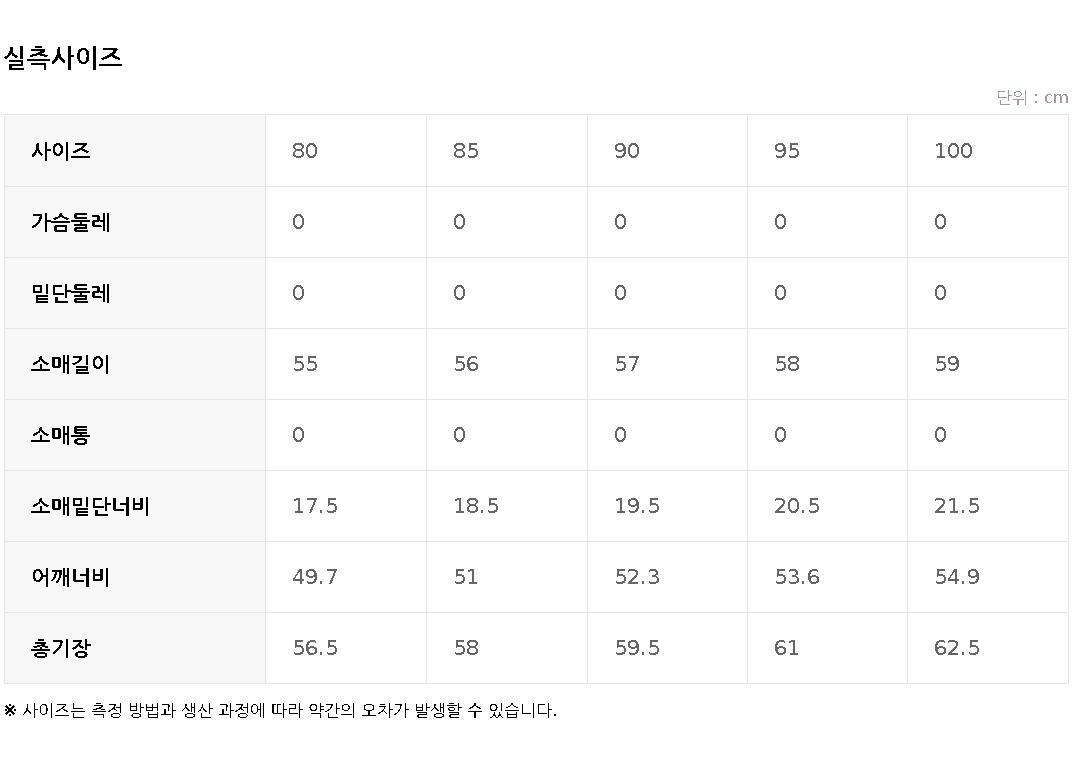 실측사이즈
단위 : cm
사이즈 80 85 90 95 100
가슴둘레 0 0 0 0 0
밑단둘레 0 0 0 0 0
소매길이 55 56 57 58 59
소매통 0 0 0 0 0
소매밑단너비 17.5 18.5 19.5 20.5 21.5
어깨너비 49.7 51 52.3 53.6 54.9
총기장 56.5 58 59.5 61 62.5
※ 사이즈는 측정 방법과 생산 과정에 따라 약간의 오차가 발생할 수 있습니다.